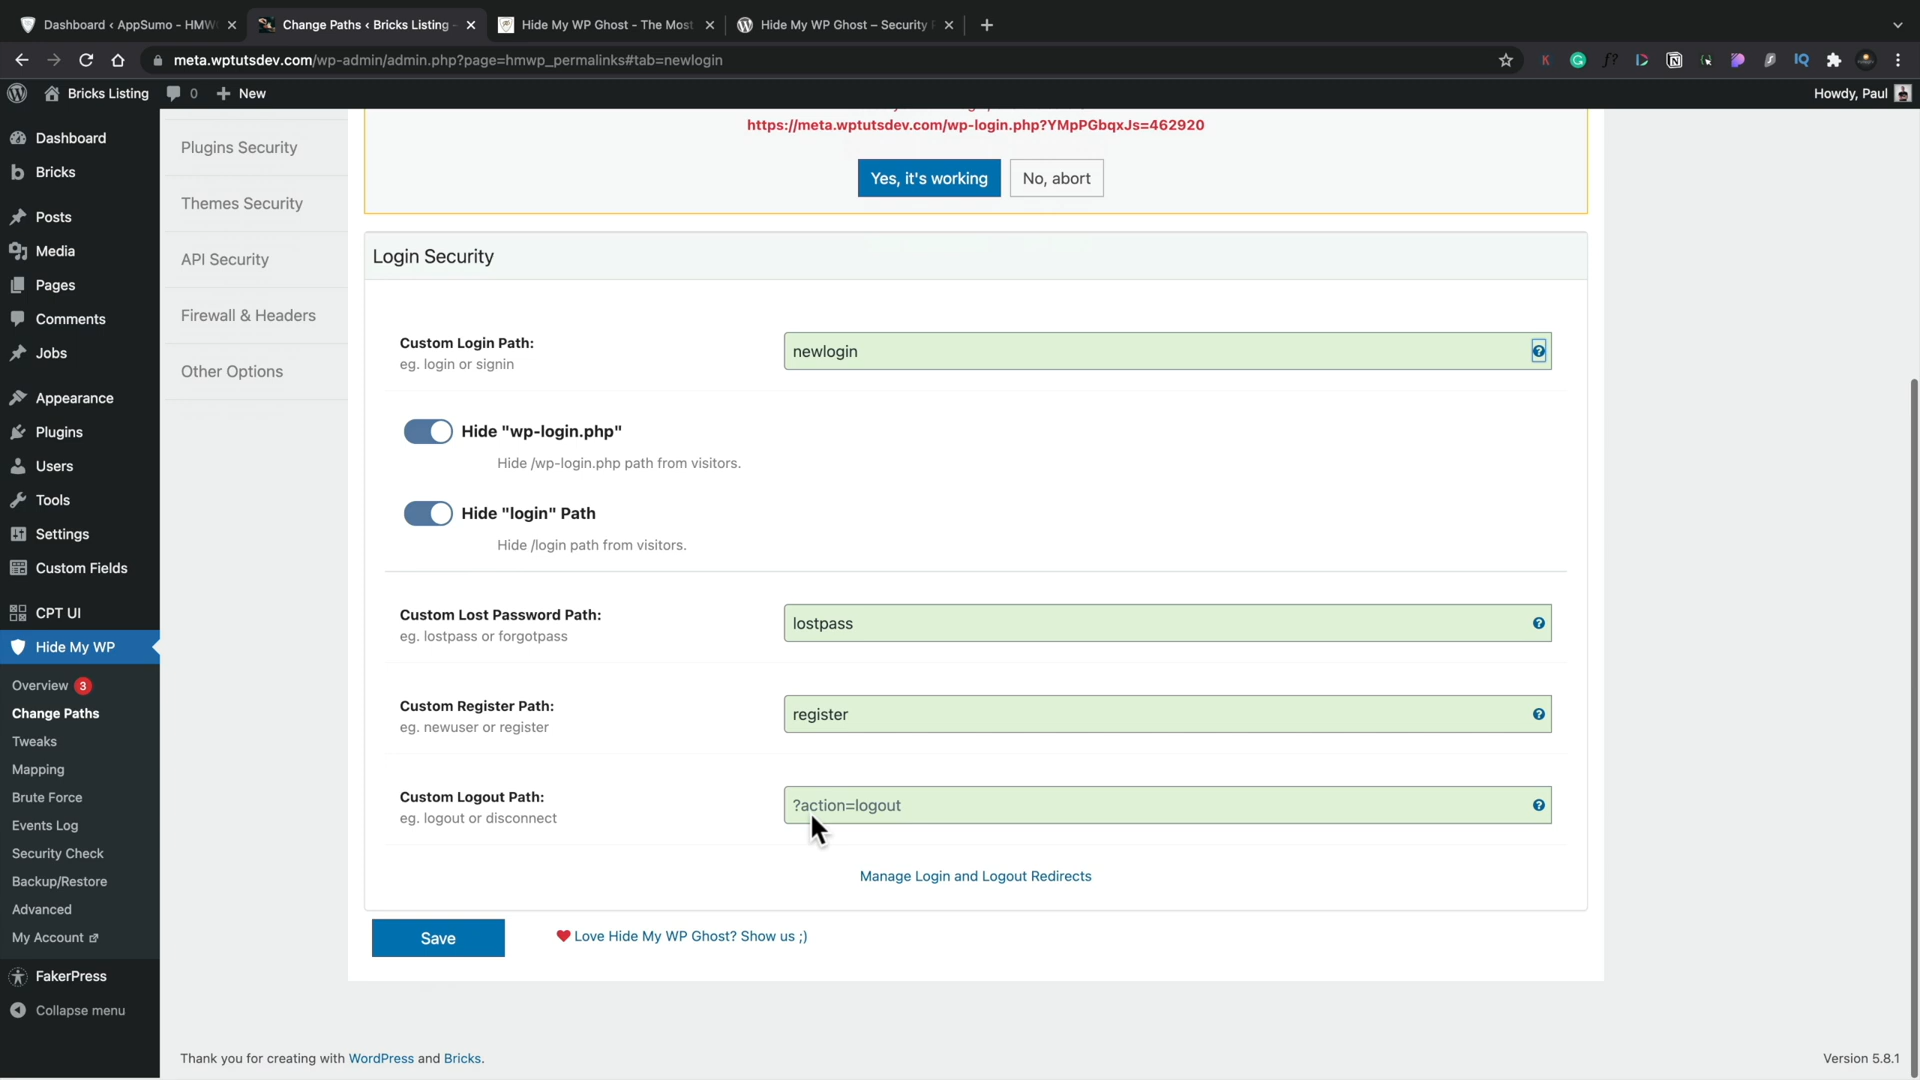 Dashboard ‹ AppSumo - HMW
Change Paths ‹ Bricks Listing -
Hide My WP Ghost - The Most
Hide My WP Ghost – Security
meta.wptutsdev.com/wp-admin/admin.php?page=hmwp_permalinks#tab=newlogin
Bricks Listing
0
New
Howdy, Paul
Dashboard
Bricks
Posts
Media
Pages
Comments
Jobs
Appearance
Plugins
Users
Tools
Settings
Custom Fields
CPT UI
Hide My WP
Overview 3
Change Paths
Tweaks
Mapping
Brute Force
Events Log
Security Check
Backup/Restore
Advanced
My Account
FakerPress
Collapse menu
Plugins Security
Themes Security
API Security
Firewall & Headers
Other Options
https://meta.wptutsdev.com/wp-login.php?YMpPGbqxJs=462920
Yes, it's working
No, abort
Login Security
Custom Login Path:
eg. login or signin
newlogin
Hide "wp-login.php"
Hide /wp-login.php path from visitors.
Hide "login" Path
Hide /login path from visitors.
Custom Lost Password Path:
eg. lostpass or forgotpass
lostpass
Custom Register Path:
eg. newuser or register
register
Custom Logout Path:
eg. logout or disconnect
?action=logout
Manage Login and Logout Redirects
Save
Love Hide My WP Ghost? Show us ;)
Thank you for creating with WordPress and Bricks.
Version 5.8.1